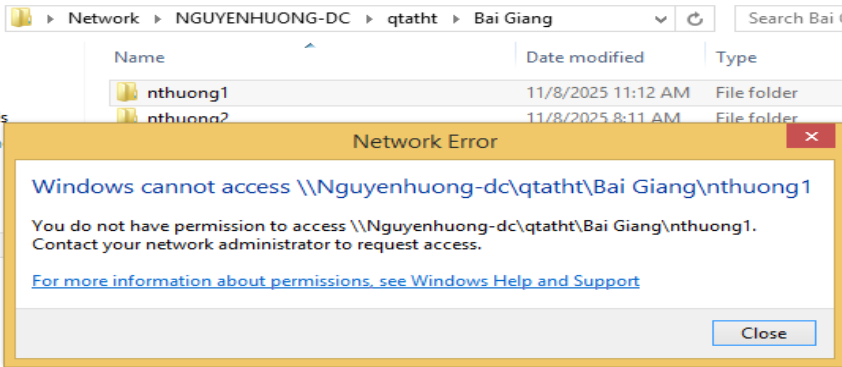 Network NGUYENHUONG-DC qtatht Bai Giang Search Bai
Name Date modified Type
nthuong1 11/8/2025 11:12 AM File folder
nthuong2 11/8/2025 8:11 AM File folder
Network Error
Windows cannot access \\Nguyenhuong-dc\qtatht\Bai Giang\nthuong1
You do not have permission to access \\Nguyenhuong-dc\qtatht\Bai Giang\nthuong1.
Contact your network administrator to request access.
For more information about permissions, see Windows Help and Support
Close